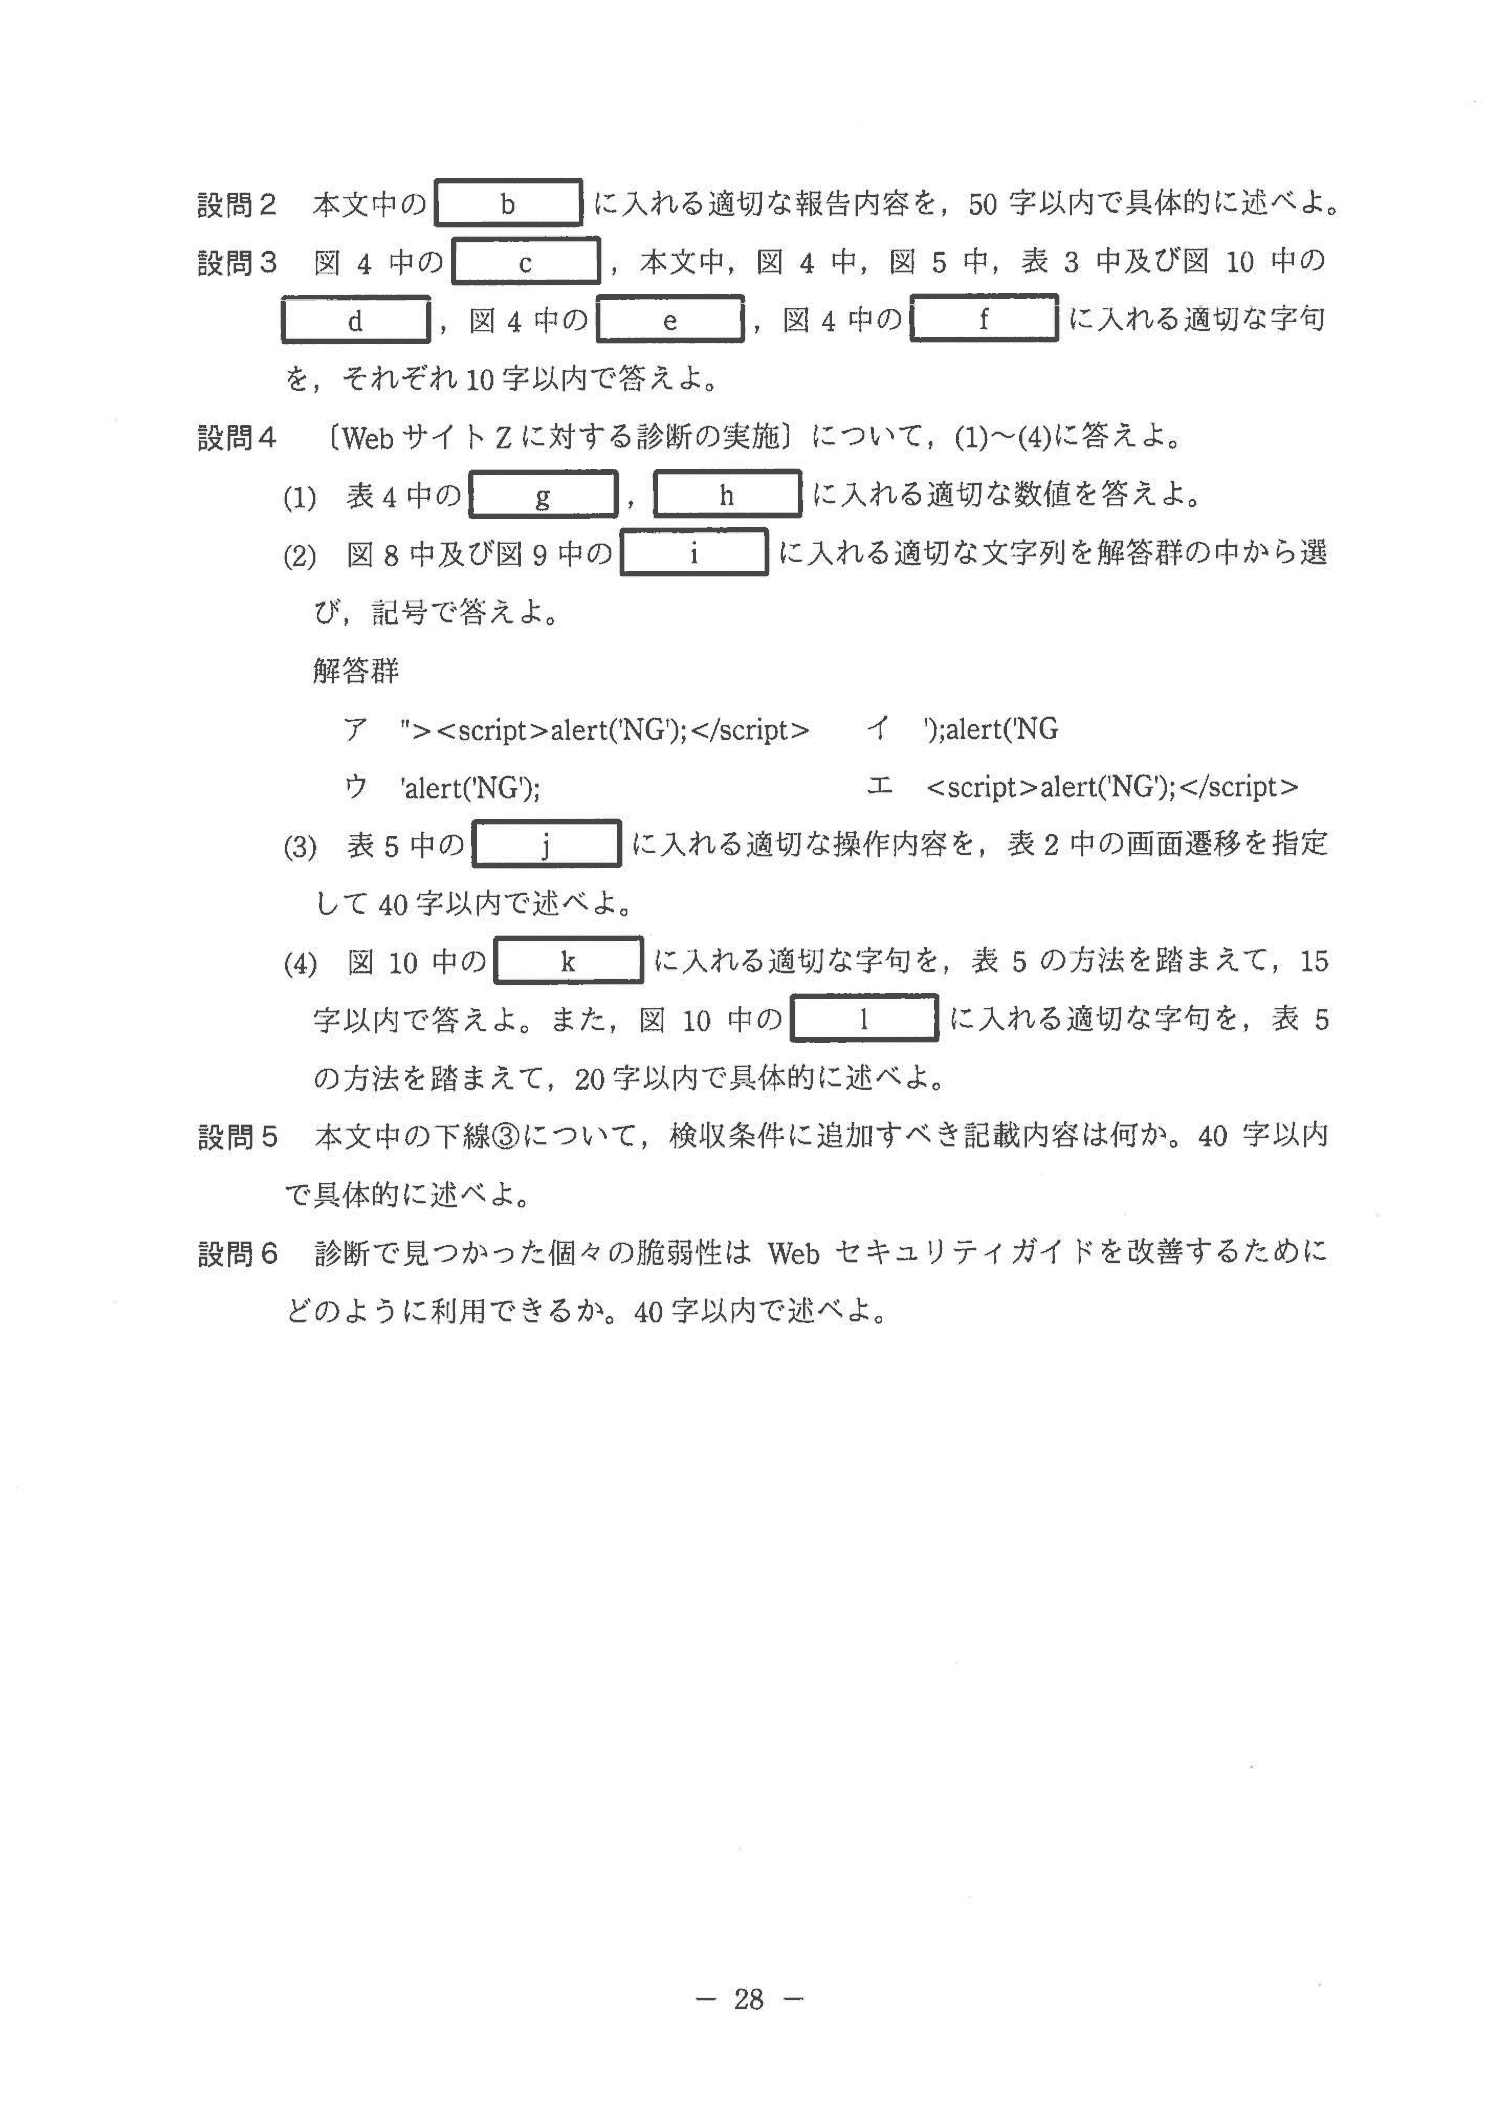 設問2　本文中の b に入れる適切な報告内容を，50 字以内で具体的に述べよ。
設問3　図 4 中の c ，本文中，図 4 中，図 5 中，表 3 中及び図 10 中の
d ，図 4 中の e ，図 4 中の f に入れる適切な字句
を，それぞれ 10 字以内で答えよ。
設問4　〔Web サイト Z に対する診断の実施〕について，(1)～(4)に答えよ。
(1)　表 4 中の g ， h に入れる適切な数値を答えよ。
(2)　図 8 中及び図 9 中の i に入れる適切な文字列を解答群の中から選
び，記号で答えよ。
解答群
ア　"><script>alert('NG');</script>　イ　');alert('NG
ウ　'alert('NG');　エ　<script>alert('NG');</script>
(3)　表 5 中の j に入れる適切な操作内容を，表 2 中の画面遷移を指定
して 40 字以内で述べよ。
(4)　図 10 中の k に入れる適切な字句を，表 5 の方法を踏まえて，15
字以内で答えよ。また，図 10 中の l に入れる適切な字句を，表 5
の方法を踏まえて，20 字以内で具体的に述べよ。
設問5　本文中の下線③について，検収条件に追加すべき記載内容は何か。40 字以内
で具体的に述べよ。
設問6　診断で見つかった個々の脆弱性は Web セキュリティガイドを改善するために
どのように利用できるか。40 字以内で述べよ。
－ 28 －